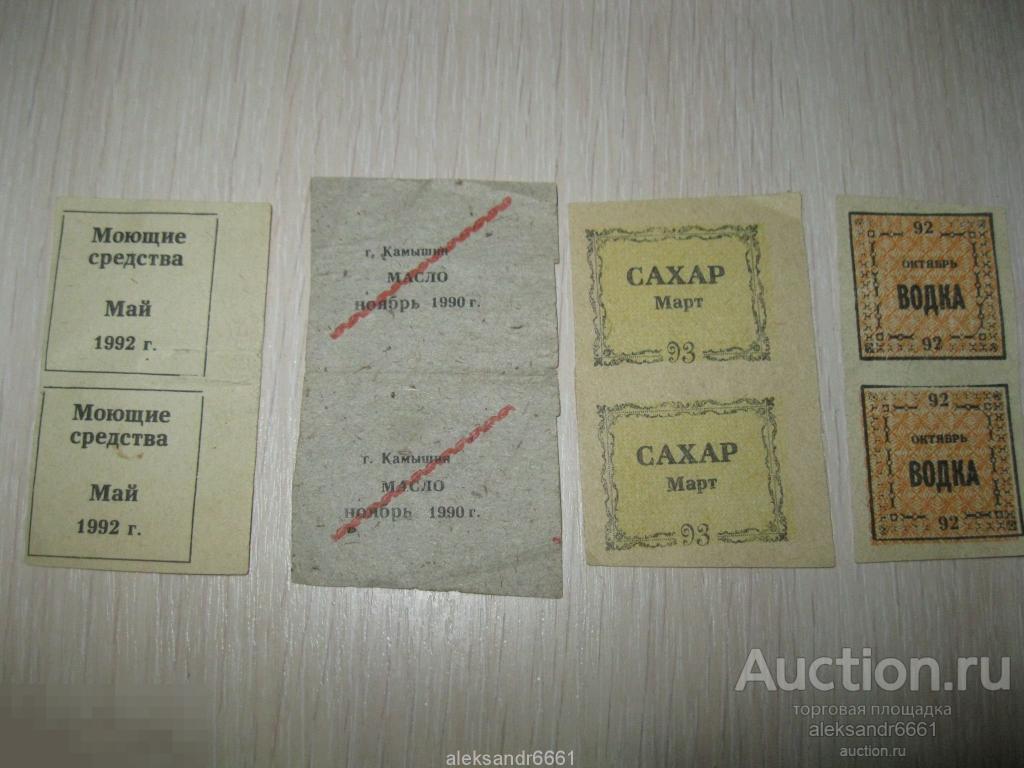 Моющие
средства
Май
1992 г.
Моющие
средства
Май
1992 г.
г. Камышин
МАСЛО
ноябрь 1990 г.
г. Камышин
МАСЛО
ноябрь 1990 г.
САХАР
Март
93
САХАР
Март
93
92
ОКТЯБРЬ
ВОДКА
92
92
ОКТЯБРЬ
ВОДКА
92
Auction.ru
торговая площадка
aleksandr6661
auction.ru
aleksandr6661